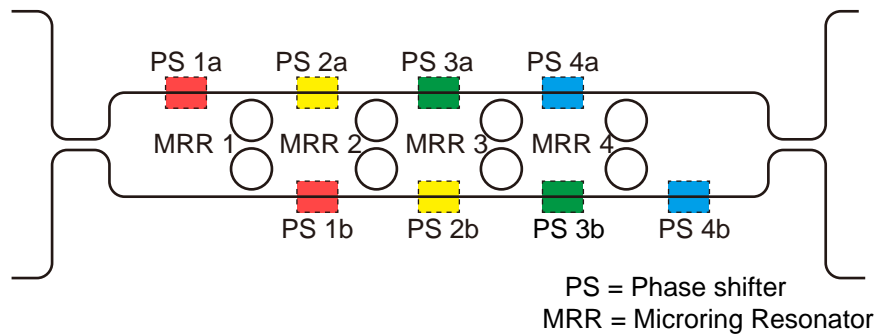 PS 1a PS 2a PS 3a PS 4a
MRR 1 MRR 2 MRR 3 MRR 4
PS 1b PS 2b PS 3b PS 4b
PS = Phase shifter
MRR = Microring Resonator